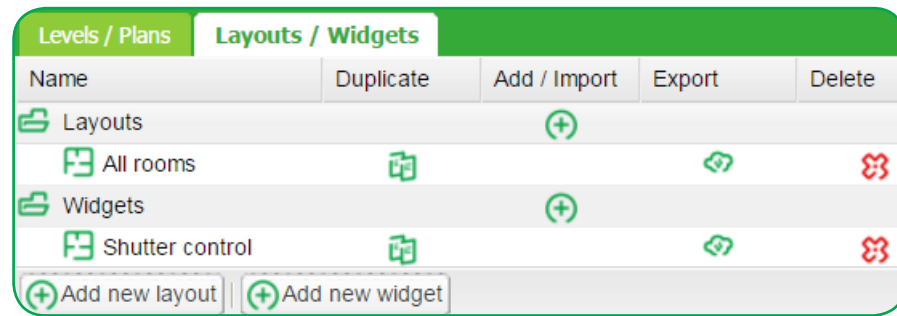 Levels / Plans Layouts / Widgets
Name Duplicate Add / Import Export Delete
Layouts
All rooms
Widgets
Shutter control
Add new layout Add new widget